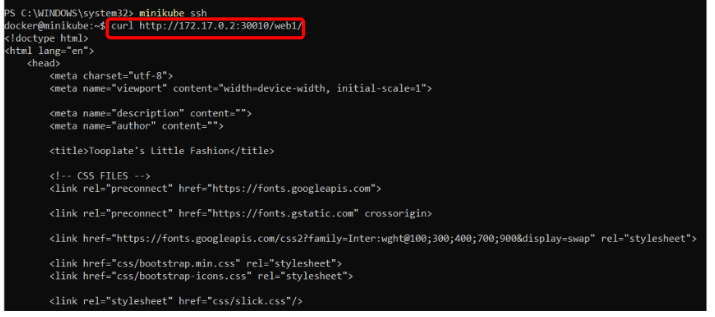 PS C:\WINDOWS\system32> minikube ssh
docker@minikube:~$ curl http://172.17.0.2:30010/web1/
<!doctype html>
<html lang="en">
<head>
<meta charset="utf-8">
<meta name="viewport" content="width=device-width, initial-scale=1">
<meta name="description" content="">
<meta name="author" content="">
<title>Tooplate's Little Fashion</title>
<!-- CSS FILES -->
<link rel="preconnect" href="https://fonts.googleapis.com">
<link rel="preconnect" href="https://fonts.gstatic.com" crossorigin>
<link href="https://fonts.googleapis.com/css2?family=Inter:wght@100;300;400;700;900&display=swap" rel="stylesheet">
<link href="css/bootstrap.min.css" rel="stylesheet">
<link href="css/bootstrap-icons.css" rel="stylesheet">
<link rel="stylesheet" href="css/slick.css"/>